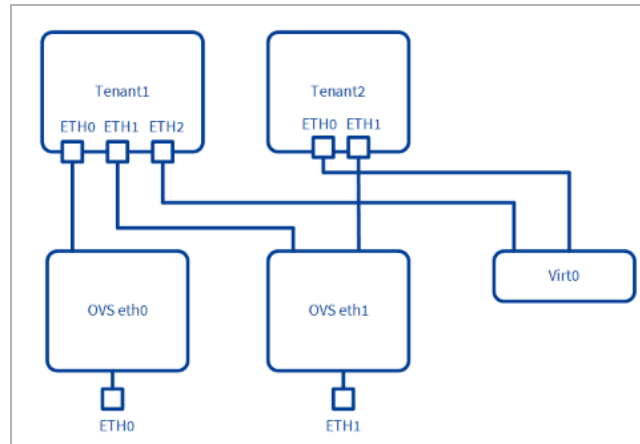 Tenant1
Tenant2
ETH0 ETH1 ETH2
ETH0 ETH1
OVS eth0
OVS eth1
Virt0
ETH0
ETH1